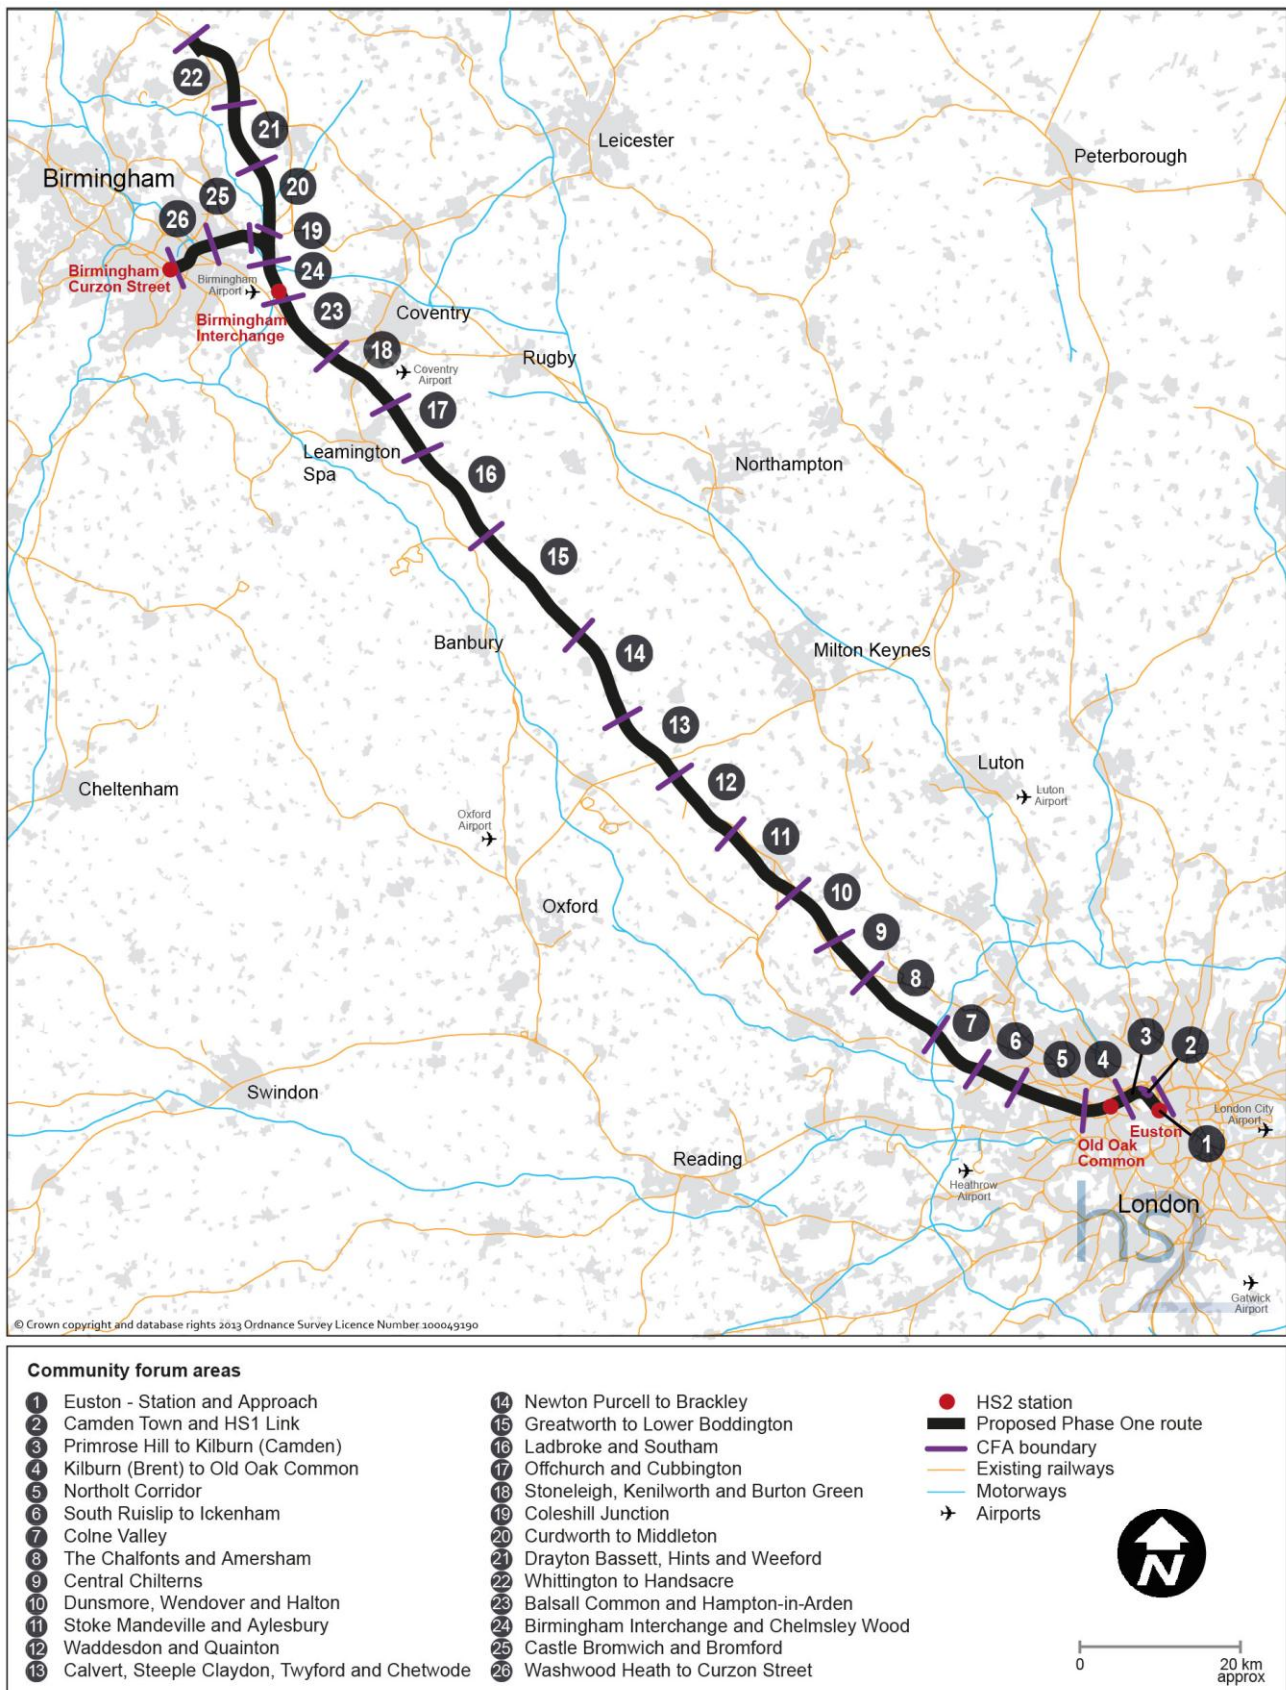 22
21
Leicester
Peterborough
Birmingham
20
25
26
19
Birmingham
Curzon Street
Birmingham
Airport
24
Birmingham
Interchange
23
Coventry
18
Rugby
Coventry
Airport
17
Leamington
Spa
16
Northampton
15
Banbury
14
Milton Keynes
13
Cheltenham
12
Luton
Luton
Airport
Oxford
Airport
11
10
Oxford
9
8
7
6
5
4
3
2
Swindon
London City
Airport
Euston
1
Old Oak
Common
Reading
Heathrow
Airport
London
hs2
Gatwick
Airport
© Crown copyright and database rights 2013 Ordnance Survey Licence Number 100049190
Community forum areas
1 Euston - Station and Approach
2 Camden Town and HS1 Link
3 Primrose Hill to Kilburn (Camden)
4 Kilburn (Brent) to Old Oak Common
5 Northolt Corridor
6 South Ruislip to Ickenham
7 Colne Valley
8 The Chalfonts and Amersham
9 Central Chilterns
10 Dunsmore, Wendover and Halton
11 Stoke Mandeville and Aylesbury
12 Waddesdon and Quainton
13 Calvert, Steeple Claydon, Twyford and Chetwode
14 Newton Purcell to Brackley
15 Greatworth to Lower Boddington
16 Ladbroke and Southam
17 Offchurch and Cubbington
18 Stoneleigh, Kenilworth and Burton Green
19 Coleshill Junction
20 Curdworth to Middleton
21 Drayton Bassett, Hints and Weeford
22 Whittington to Handsacre
23 Balsall Common and Hampton-in-Arden
24 Birmingham Interchange and Chelmsley Wood
25 Castle Bromwich and Bromford
26 Washwood Heath to Curzon Street
HS2 station
Proposed Phase One route
CFA boundary
Existing railways
Motorways
Airports
N
0 20 km
approx